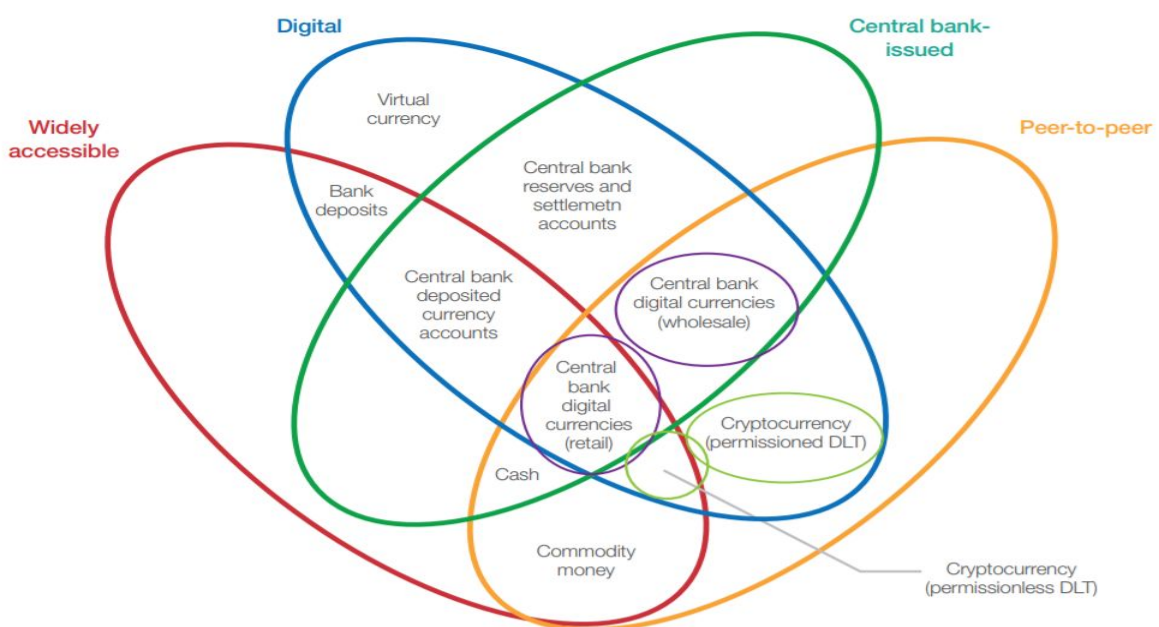 Digital
Central bank-
issued
Widely
accessible
Peer-to-peer
Virtual
currency
Bank
deposits
Central bank
reserves and
settlemetn
accounts
Central bank
deposited
currency
accounts
Central bank
digital currencies
(wholesale)
Central
bank
digital
currencies
(retail)
Cryptocurrency
(permissioned DLT)
Cash
Commodity
money
Cryptocurrency
(permissionless DLT)